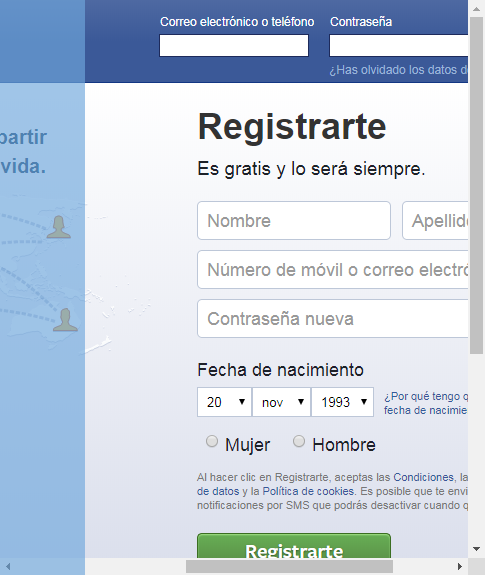 Correo electrónico o teléfono Contraseña
¿Has olvidado los datos d
partir
vida.
Registrarte
Es gratis y lo será siempre.
Nombre Apellid
Número de móvil o correo electró
Contraseña nueva
Fecha de nacimiento
20 nov 1993
¿Por qué tengo q
fecha de nacimie
Mujer Hombre
Al hacer clic en Registrarte, aceptas las Condiciones, la
de datos y la Política de cookies. Es posible que te envi
notificaciones por SMS que podrás desactivar cuando q
Registrarte